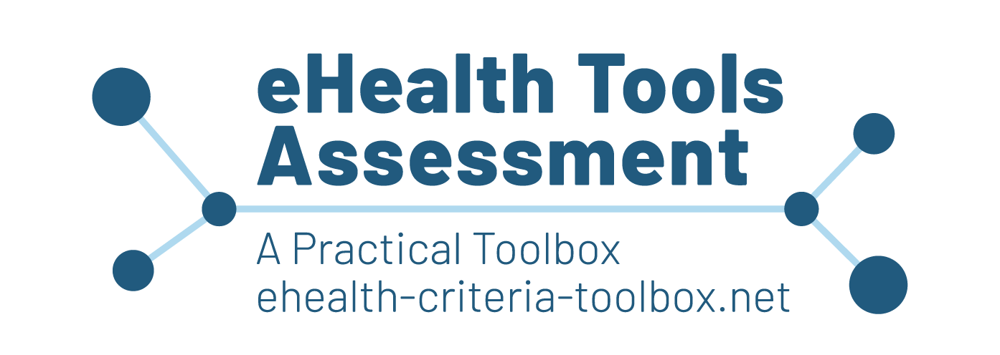 eHealth Tools
Assessment
A Practical Toolbox
ehealth-criteria-toolbox.net